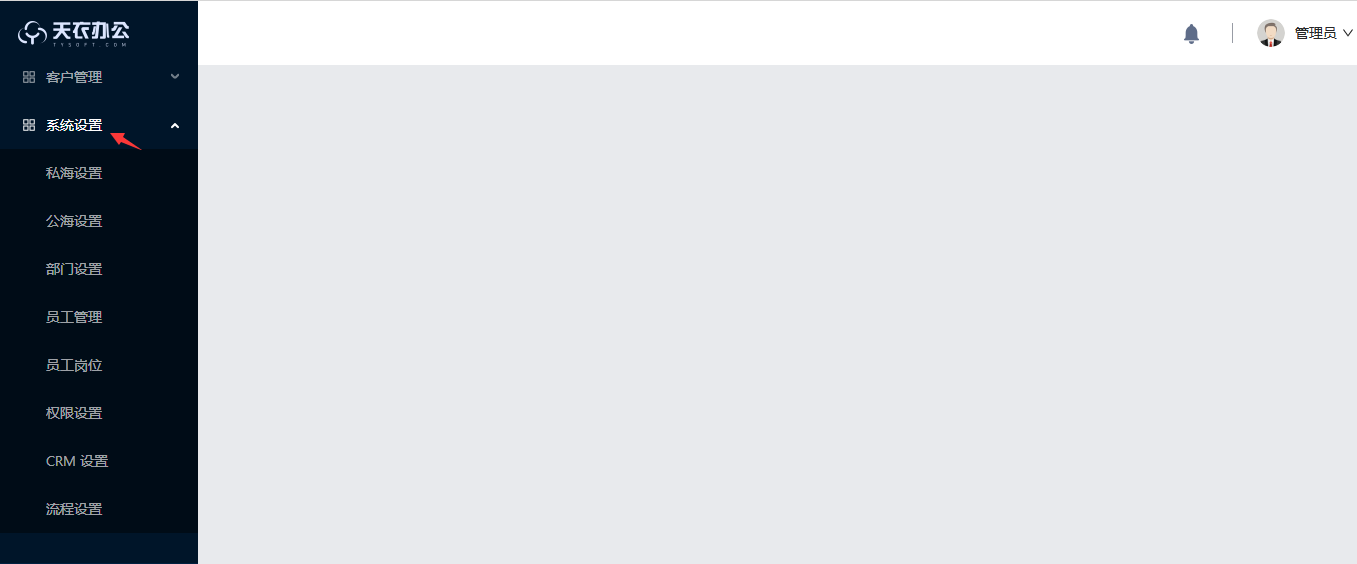 天衣办公
TYSOFT.COM
管理员
客户管理
系统设置
私海设置
公海设置
部门设置
员工管理
员工岗位
权限设置
CRM 设置
流程设置